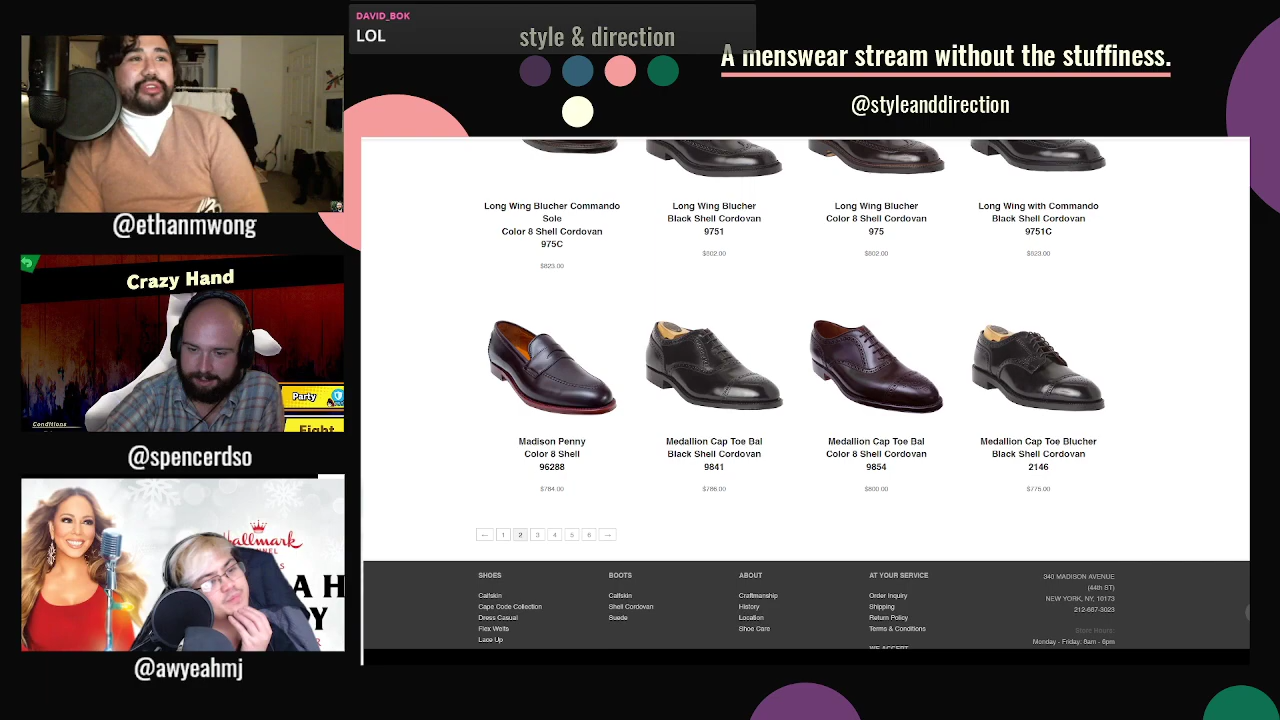 DAVID_BOK
LOL
style & direction
A menswear stream without the stuffiness.
@styleanddirection
@ethanmwong
Crazy Hand
Party
Conditions
Fight
@spencerdso
Hallmark
CHANNEL
@awyeahmj
Long Wing Blucher Commando
Sole
Color 8 Shell Cordovan
975C
$823.00
Long Wing Blucher
Black Shell Cordovan
9751
$802.00
Long Wing Blucher
Color 8 Shell Cordovan
975
$802.00
Long Wing with Commando
Black Shell Cordovan
9751C
$823.00
Madison Penny
Color 8 Shell
96288
$784.00
Medallion Cap Toe Bal
Black Shell Cordovan
9841
$786.00
Medallion Cap Toe Bal
Color 8 Shell Cordovan
9854
$800.00
Medallion Cap Toe Blucher
Black Shell Cordovan
2146
$775.00
← 1 2 3 4 5 6 →
SHOES
Calfskin
Cape Cod Collection
Dress Casual
Flex Welts
Lace Up
BOOTS
Calfskin
Shell Cordovan
Suede
ABOUT
Craftmanship
History
Location
Shoe Care
AT YOUR SERVICE
Order Inquiry
Shipping
Return Policy
Terms & Conditions
WE ACCEPT
340 MADISON AVENUE
(44th ST)
NEW YORK, NY, 10173
212-687-3023
Store Hours:
Monday - Friday: 8am - 6pm